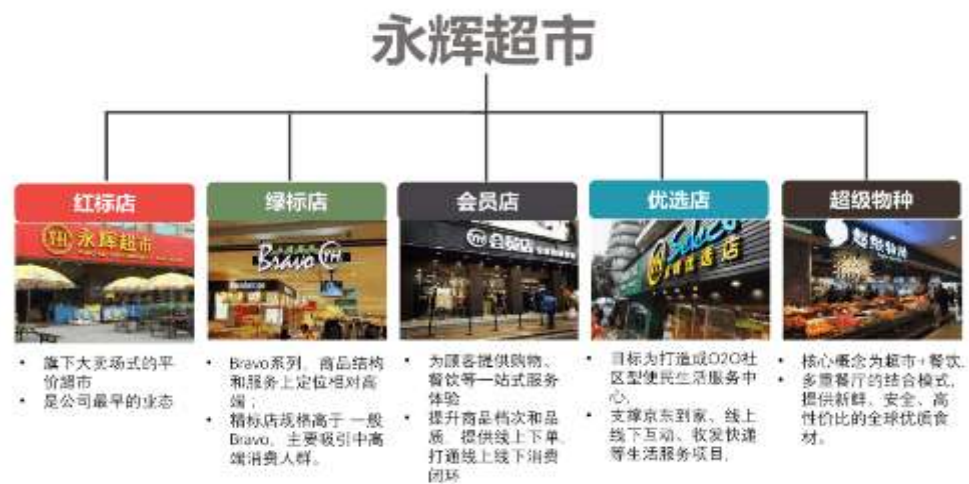 永辉超市
红标店
绿标店
会员店
优选店
超级物种
永辉超市
Bravo YH
会员店
Select
永辉优选店
超级物种
• 旗下大卖场式的平
价超市
• 是公司最早的业态
• Bravo系列，商品结构
和服务上定位相对高
端；
• 精标店规格高于一般
Bravo，主要吸引中高
端消费人群。
• 为顾客提供购物、
餐饮等一站式服务
体验
• 提升商品档次和品
质，提供线上下单，
打通线上线下消费
闭环
• 目标为打造成O2O社
区型便民生活服务中
心，
• 支撑京东到家、线上
线下互动、收发快递
等生活服务项目，
• 核心概念为超市+餐饮，
• 多重餐厅的结合模式，
提供新鲜、安全、高
性价比的全球优质食
材。